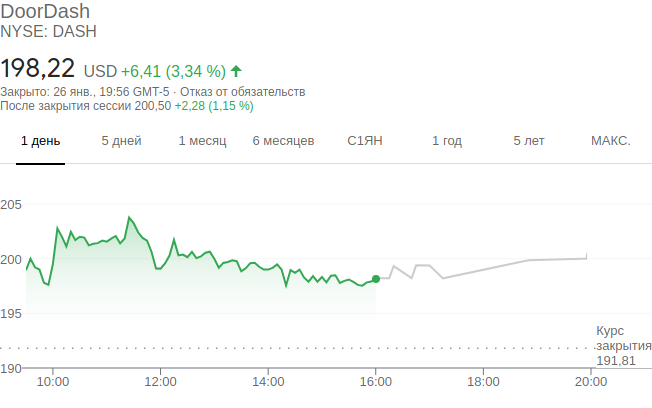 DoorDash
NYSE: DASH
198,22 USD +6,41 (3,34 %)
Закрыто: 26 янв., 19:56 GMT-5 · Отказ от обязательств
После закрытия сессии 200,50 +2,28 (1,15 %)
1 день 5 дней 1 месяц 6 месяцев С1ЯН 1 год 5 лет МАКС.
205
200
195
Курс
закрытия
191,81
190
10:00 12:00 14:00 16:00 18:00 20:00